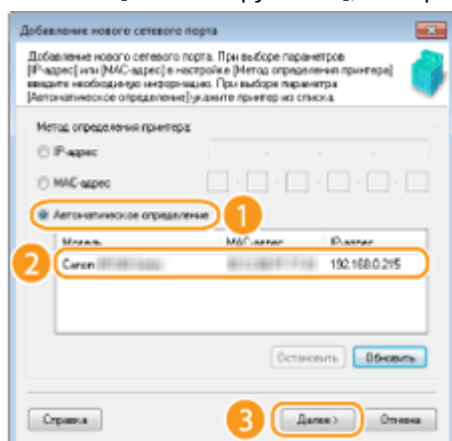 Добавление нового сетевого порта
Добавление нового сетевого порта. При выборе параметров
[IP-адрес] или [MAC-адрес] в настройке [Метод определения принтера]
введите необходимую информацию. При выборе параметра
[Автоматическое определение] укажите принтер из списка.
Метод определения принтера:
IP-адрес
MAC-адрес
Автоматическое определение 1
Модель MAC-адрес IP-адрес
2 Canon 192.168.0.215
Остановить Обновить
Справка 3 Далее > Отмена